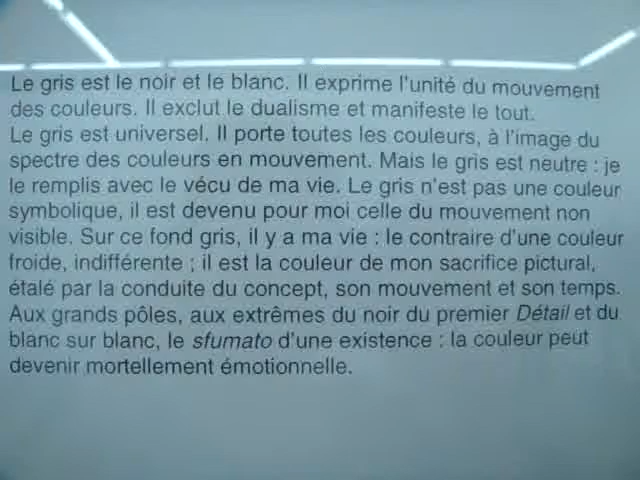 Le gris est le noir et le blanc. Il exprime l'unité du mouvement
des couleurs. Il exclut le dualisme et manifeste le tout.
Le gris est universel. Il porte toutes les couleurs, à l'image du
spectre des couleurs en mouvement. Mais le gris est neutre : je
le remplis avec le vécu de ma vie. Le gris n'est pas une couleur
symbolique, il est devenu pour moi celle du mouvement non
visible. Sur ce fond gris, il y a ma vie : le contraire d'une couleur
froide, indifférente ; il est la couleur de mon sacrifice pictural,
étalé par la conduite du concept, son mouvement et son temps.
Aux grands pôles, aux extrêmes du noir du premier Détail et du
blanc sur blanc, le sfumato d'une existence : la couleur peut
devenir mortellement émotionnelle.